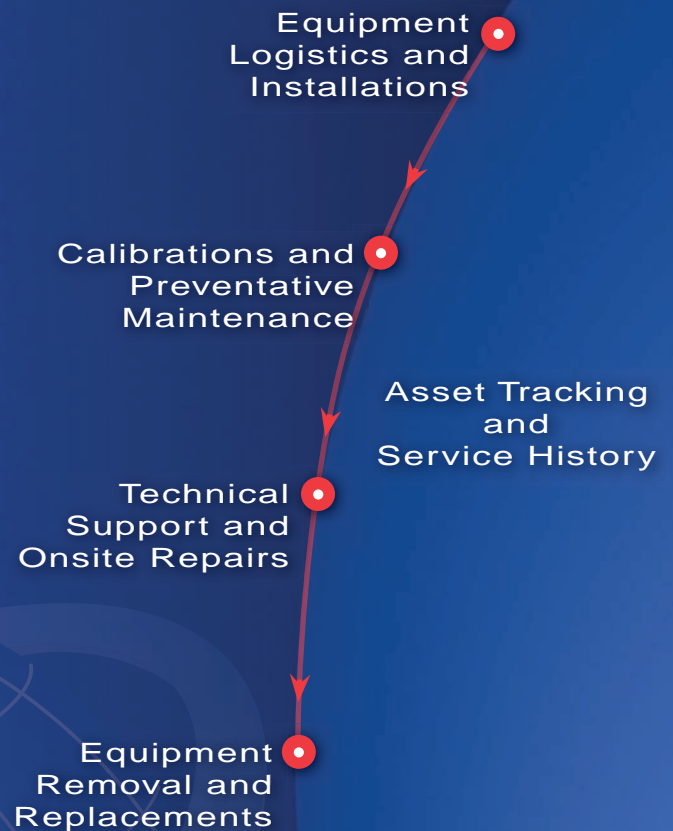 Equipment
Logistics and
Installations
Calibrations and
Preventative
Maintenance
Asset Tracking
and
Service History
Technical
Support and
Onsite Repairs
Equipment
Removal and
Replacements